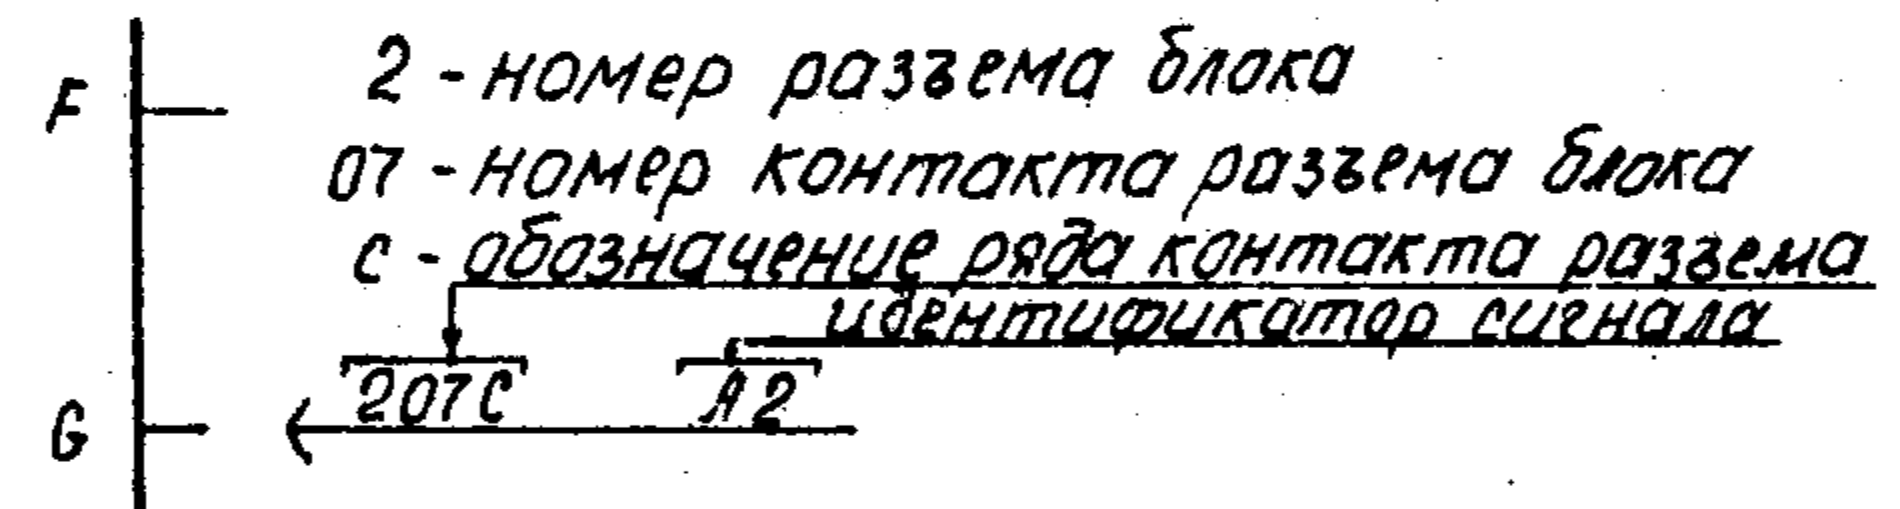 F 2 - номер разъема блока
07 - номер контакта разъема блока
С - обозначение ряда контакта разъема
идентификатор сигнала
207С А2
G